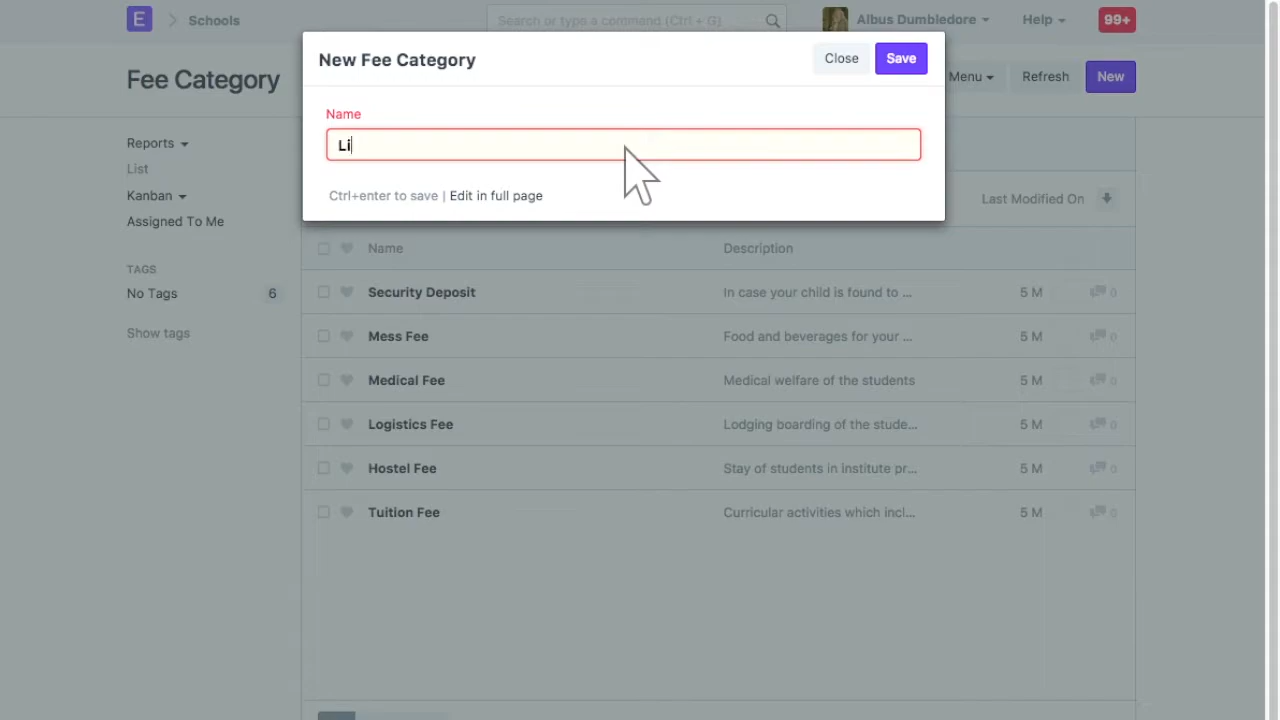 E Schools Search or type a command (Ctrl + G) Albus Dumbledore Help 99+
New Fee Category Close Save
Fee Category Menu Refresh New
Name
Reports
Li
List
Kanban Ctrl+enter to save | Edit in full page Last Modified On
Assigned To Me
Name Description
TAGS
No Tags 6 Security Deposit In case your child is found to ... 5 M 0
Show tags Mess Fee Food and beverages for your ... 5 M 0
Medical Fee Medical welfare of the students 5 M 0
Logistics Fee Lodging boarding of the stude... 5 M 0
Hostel Fee Stay of students in institute pr... 5 M 0
Tuition Fee Curricular activities which incl... 5 M 0